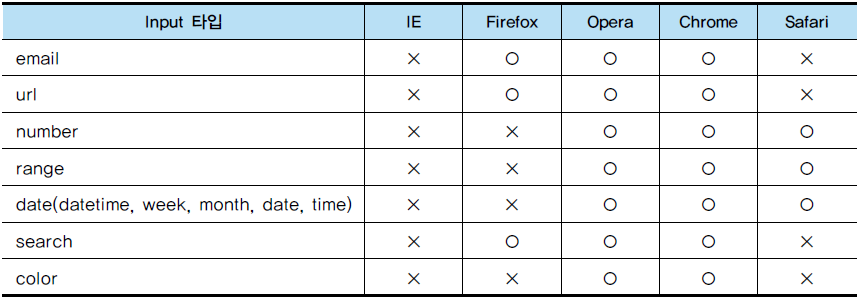 Input 타입 IE Firefox Opera Chrome Safari
email × ○ ○ ○ ×
url × ○ ○ ○ ×
number × × ○ ○ ○
range × × ○ ○ ○
date(datetime, week, month, date, time) × × ○ ○ ○
search × ○ ○ ○ ×
color × × ○ ○ ×